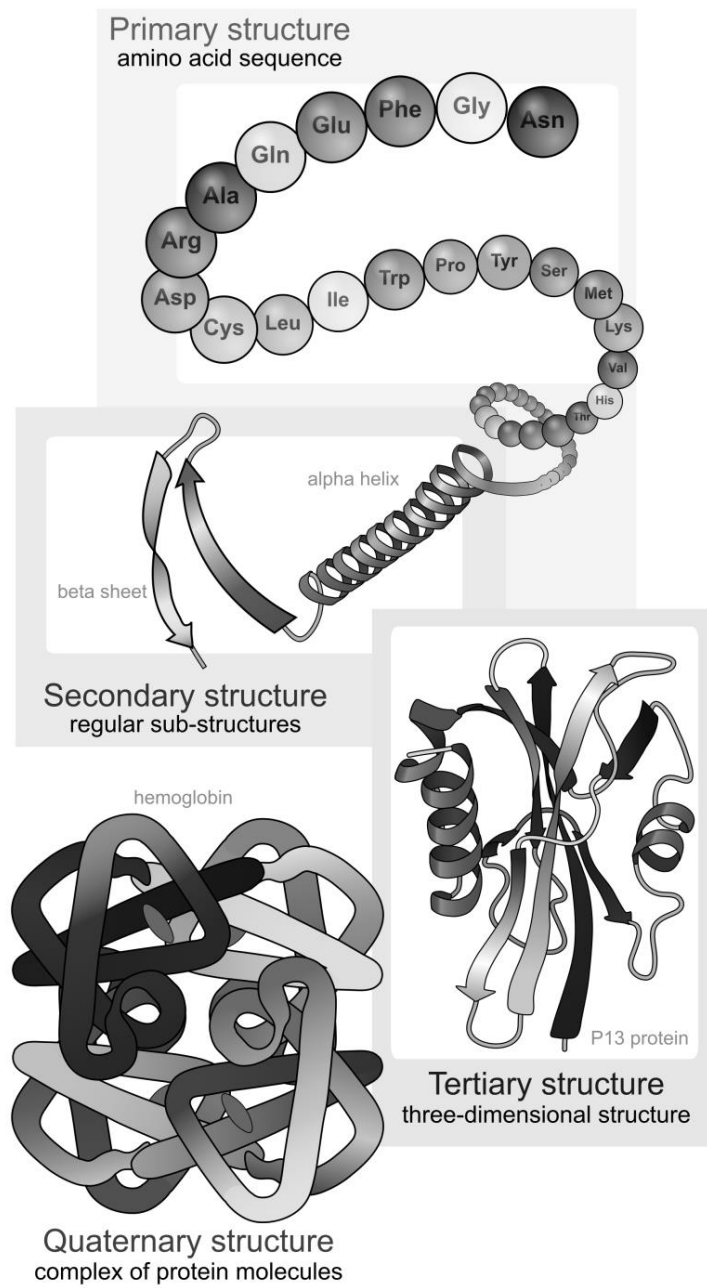 Primary structure
amino acid sequence
Asn
Gly
Phe
Glu
Gln
Ala
Arg
Asp
Cys
Leu
Ile
Trp
Pro
Tyr
Ser
Met
Lys
Val
His
Thr
alpha helix
beta sheet
Secondary structure
regular sub-structures
P13 protein
Tertiary structure
three-dimensional structure
hemoglobin
Quaternary structure
complex of protein molecules